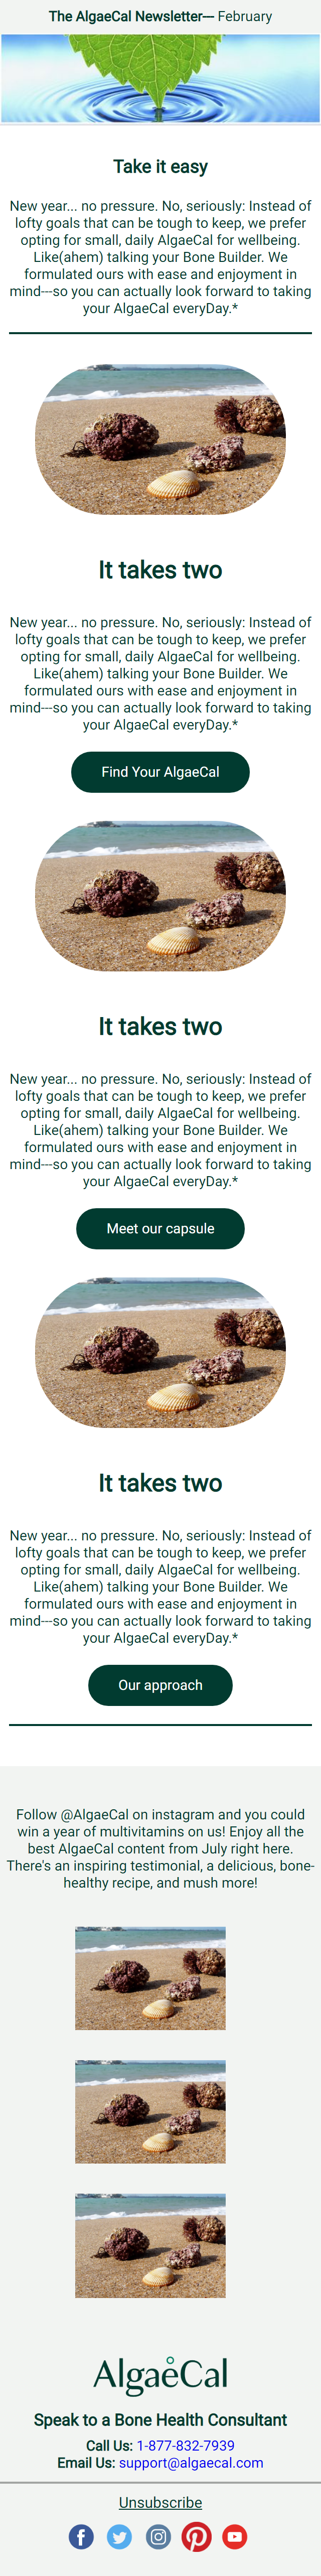 The AlgaeCal Newsletter--- February
Take it easy
New year... no pressure. No, seriously: Instead of
lofty goals that can be tough to keep, we prefer
opting for small, daily AlgaeCal for wellbeing.
Like(ahem) talking your Bone Builder. We
formulated ours with ease and enjoyment in
mind---so you can actually look forward to taking
your AlgaeCal everyDay.*
It takes two
New year... no pressure. No, seriously: Instead of
lofty goals that can be tough to keep, we prefer
opting for small, daily AlgaeCal for wellbeing.
Like(ahem) talking your Bone Builder. We
formulated ours with ease and enjoyment in
mind---so you can actually look forward to taking
your AlgaeCal everyDay.*
Find Your AlgaeCal
It takes two
New year... no pressure. No, seriously: Instead of
lofty goals that can be tough to keep, we prefer
opting for small, daily AlgaeCal for wellbeing.
Like(ahem) talking your Bone Builder. We
formulated ours with ease and enjoyment in
mind---so you can actually look forward to taking
your AlgaeCal everyDay.*
Meet our capsule
It takes two
New year... no pressure. No, seriously: Instead of
lofty goals that can be tough to keep, we prefer
opting for small, daily AlgaeCal for wellbeing.
Like(ahem) talking your Bone Builder. We
formulated ours with ease and enjoyment in
mind---so you can actually look forward to taking
your AlgaeCal everyDay.*
Our approach
Follow @AlgaeCal on instagram and you could
win a year of multivitamins on us! Enjoy all the
best AlgaeCal content from July right here.
There's an inspiring testimonial, a delicious, bone-
healthy recipe, and mush more!
AlgaeCal
Speak to a Bone Health Consultant
Call Us: 1-877-832-7939
Email Us: support@algaecal.com
Unsubscribe